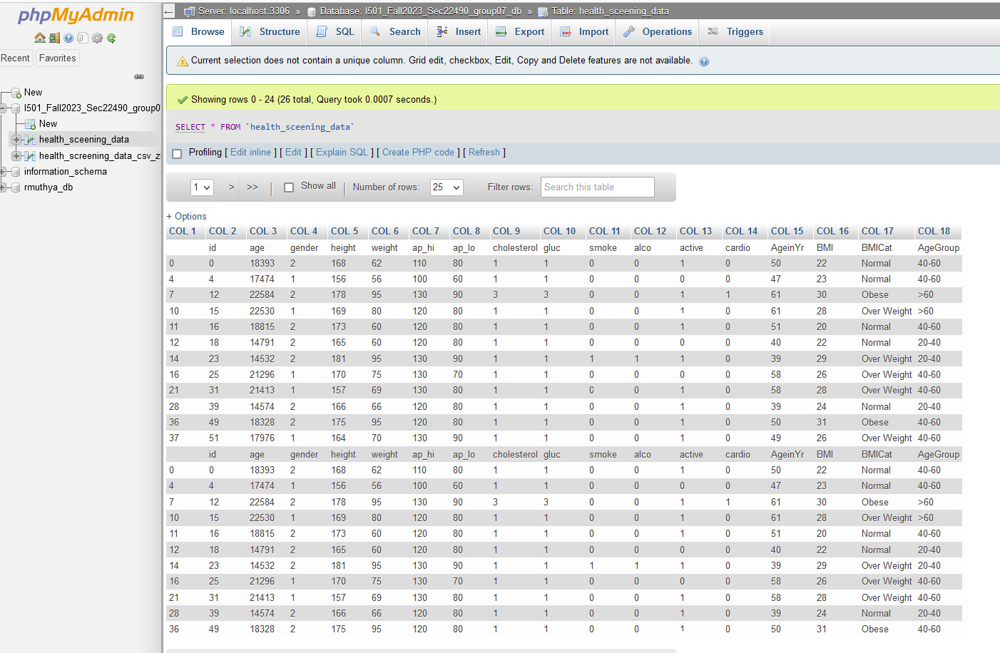 phpMyAdmin
Recent Favorites
New
I501_Fall2023_Sec22490_group0
New
health_sceening_data
health_screening_data_csv_z
information_schema
rmuthya_db
Server: localhost:3306 » Database: I501_Fall2023_Sec22490_group07_db » Table: health_sceening_data
Browse Structure SQL Search Insert Export Import Operations Triggers
Current selection does not contain a unique column. Grid edit, checkbox, Edit, Copy and Delete features are not available.
Showing rows 0 - 24 (26 total, Query took 0.0007 seconds.)
SELECT * FROM `health_sceening_data`
Profiling [ Edit inline ] [ Edit ] [ Explain SQL ] [ Create PHP code ] [ Refresh ]
1 > >> | Show all | Number of rows: 25 Filter rows: Search this table
+ Options
COL 1 COL 2 COL 3 COL 4 COL 5 COL 6 COL 7 COL 8 COL 9 COL 10 COL 11 COL 12 COL 13 COL 14 COL 15 COL 16 COL 17 COL 18
id age gender height weight ap_hi ap_lo cholesterol gluc smoke alco active cardio AgeinYr BMI BMICat AgeGroup
0 0 18393 2 168 62 110 80 1 1 0 0 1 0 50 22 Normal 40-60
4 4 17474 1 156 56 100 60 1 1 0 0 0 0 47 23 Normal 40-60
7 12 22584 2 178 95 130 90 3 3 0 0 1 1 61 30 Obese >60
10 15 22530 1 169 80 120 80 1 1 0 0 1 0 61 28 Over Weight >60
11 16 18815 2 173 60 120 80 1 1 0 0 1 0 51 20 Normal 40-60
12 18 14791 2 165 60 120 80 1 1 0 0 0 0 40 22 Normal 20-40
14 23 14532 2 181 95 130 90 1 1 1 1 1 0 39 29 Over Weight 20-40
16 25 21296 1 170 75 130 70 1 1 0 0 0 0 58 26 Over Weight 40-60
21 31 21413 1 157 69 130 80 1 1 0 0 1 0 58 28 Over Weight 40-60
28 39 14574 2 166 66 120 80 1 1 0 0 1 0 39 24 Normal 20-40
36 49 18328 2 175 95 120 80 1 1 0 0 1 0 50 31 Obese 40-60
37 51 17976 1 164 70 130 90 1 1 0 0 1 0 49 26 Over Weight 40-60
id age gender height weight ap_hi ap_lo cholesterol gluc smoke alco active cardio AgeinYr BMI BMICat AgeGroup
0 0 18393 2 168 62 110 80 1 1 0 0 1 0 50 22 Normal 40-60
4 4 17474 1 156 56 100 60 1 1 0 0 0 0 47 23 Normal 40-60
7 12 22584 2 178 95 130 90 3 3 0 0 1 1 61 30 Obese >60
10 15 22530 1 169 80 120 80 1 1 0 0 1 0 61 28 Over Weight >60
11 16 18815 2 173 60 120 80 1 1 0 0 1 0 51 20 Normal 40-60
12 18 14791 2 165 60 120 80 1 1 0 0 0 0 40 22 Normal 20-40
14 23 14532 2 181 95 130 90 1 1 1 1 1 0 39 29 Over Weight 20-40
16 25 21296 1 170 75 130 70 1 1 0 0 0 0 58 26 Over Weight 40-60
21 31 21413 1 157 69 130 80 1 1 0 0 1 0 58 28 Over Weight 40-60
28 39 14574 2 166 66 120 80 1 1 0 0 1 0 39 24 Normal 20-40
36 49 18328 2 175 95 120 80 1 1 0 0 1 0 50 31 Obese 40-60